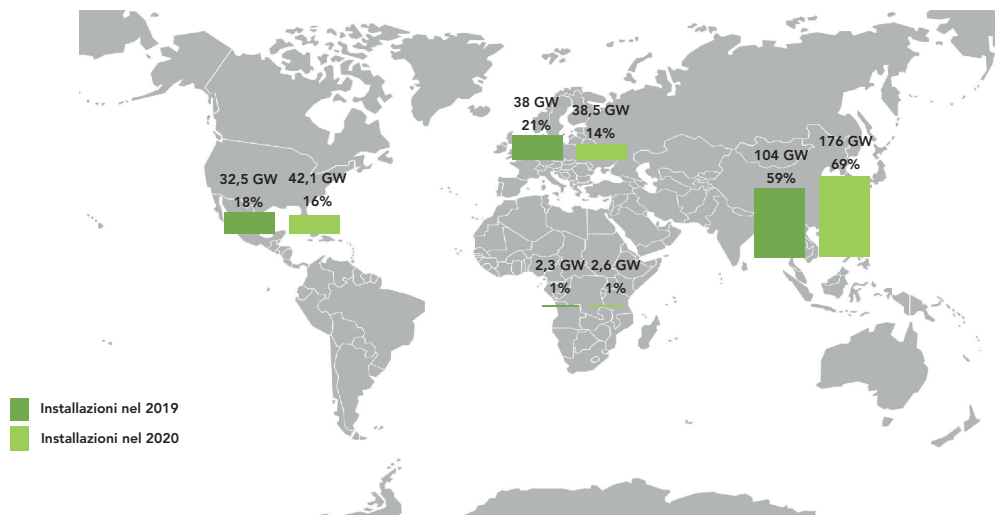 38 GW
21%
38,5 GW
14%
104 GW
59%
176 GW
69%
32,5 GW
18%
42,1 GW
16%
2,3 GW
1%
2,6 GW
1%
Installazioni nel 2019
Installazioni nel 2020